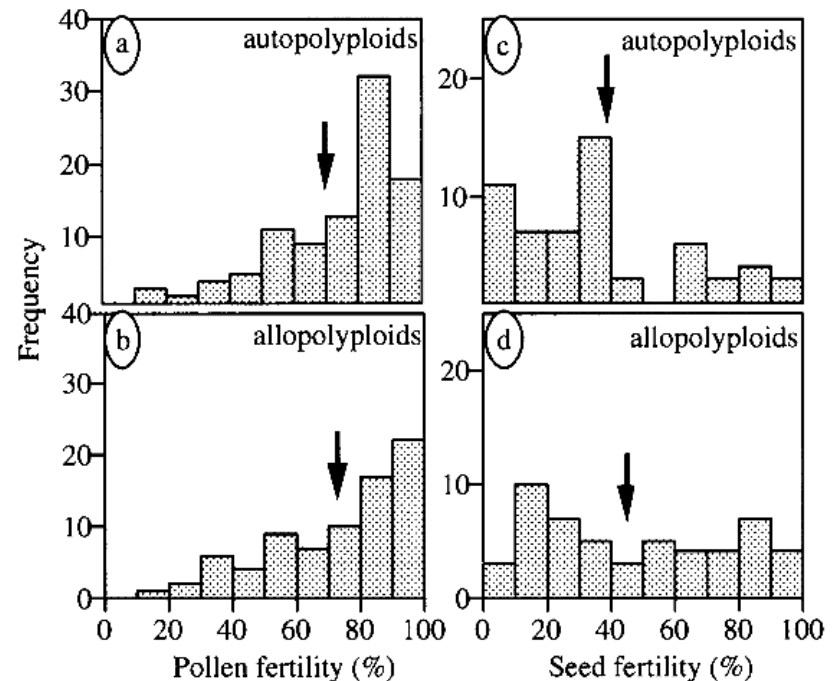 Frequency
40
a
autopolyploids
30
20
10
40
b
allopolyploids
30
20
10
0
0 20 40 60 80 100
Pollen fertility (%)
c
autopolyploids
20
10
d
allopolyploids
20
10
0
0 20 40 60 80 100
Seed fertility (%)